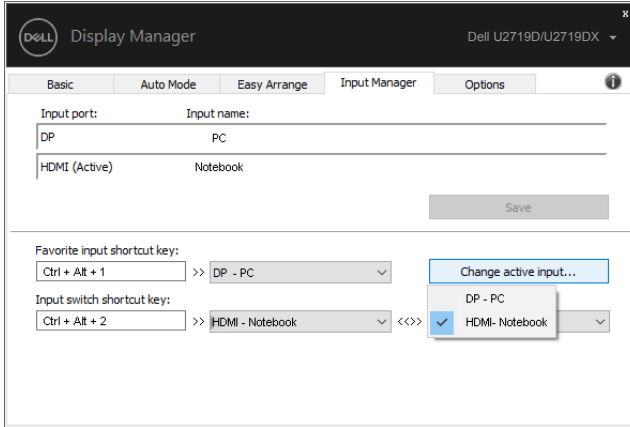 DELL Display Manager
x
Dell U2719D/U2719DX
Basic Auto Mode Easy Arrange Input Manager Options i
Input port: Input name:
DP PC
HDMI (Active) Notebook
Save
Favorite input shortcut key:
Ctrl + Alt + 1 >> DP - PC Change active input...
DP - PC
Input switch shortcut key:
Ctrl + Alt + 2 >> HDMI - Notebook <<>> HDMI- Notebook